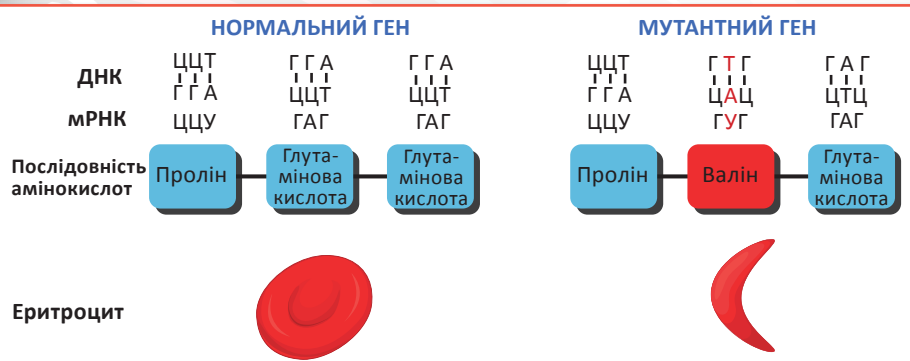 НОРМАЛЬНИЙ ГЕН МУТАНТНИЙ ГЕН
ДНК ЦЦТ ГГА ГГА ЦЦТ ГТГ ГАГ
ГГА ЦЦТ ЦЦТ ГГА ЦАЦ ЦТЦ
мРНК ЦЦУ ГАГ ГАГ ЦЦУ ГУГ ГАГ
Послідовність
амінокислот
Пролін
Глута-
мінова
кислота
Глута-
мінова
кислота
Пролін
Валін
Глута-
мінова
кислота
Еритроцит